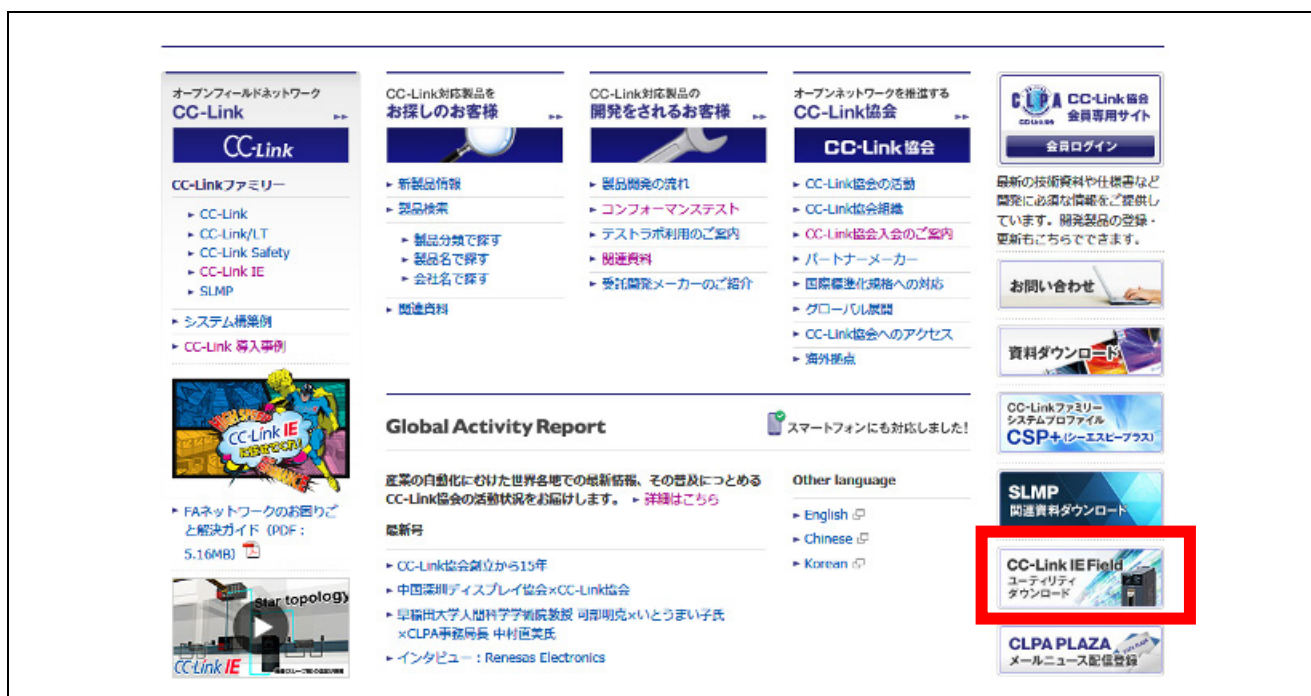 オープンフィールドネットワーク
CC-Link
CC-Link
CC-Linkファミリー
CC-Link
CC-Link/LT
CC-Link Safety
CC-Link IE
SLMP
システム構築例
CC-Link 導入事例
HIGH SPEED
CC-Link IE
に任せてくれ!
FAネットワークのお困りご
と解決ガイド (PDF :
5.16MB)
Star topology
CC-Link IE
CC-Link対応製品を
お探しのお客様
新製品情報
製品検索
製品分類で探す
製品名で探す
会社名で探す
関連資料
CC-Link対応製品の
開発をされるお客様
製品開発の流れ
コンフォーマンステスト
テストラボ利用のご案内
関連資料
受託開発メーカーのご紹介
オープンネットワークを推進する
CC-Link協会
CC-Link協会
CC-Link協会の活動
CC-Link協会組織
CC-Link協会入会のご案内
パートナーメーカー
国際標準化規格への対応
グローバル展開
CC-Link協会へのアクセス
海外拠点
Global Activity Report
スマートフォンにも対応しました!
産業の自動化にむけた世界各地での最新情報、その普及につとめる
CC-Link協会の活動状況をお届けします。 詳細はこちら
最新号
CC-Link協会創立から15年
中国深圳ディスプレイ協会×CC-Link協会
早稲田大学人間科学学術院教授 可部明克×いとうまい子氏
×CLPA事務局長 中村直美氏
インタビュー : Renesas Electronics
Other language
English
Chinese
Korean
CLPA CC-Link協会
会員専用サイト
会員ログイン
最新の技術資料や仕様書など
開発に必須な情報をご提供し
ています。開発製品の登録・
更新もこちらでできます。
お問い合わせ
資料ダウンロード
CC-Linkファミリー
システムプロファイル
CSP+(シーエスピープラス)
SLMP
関連資料ダウンロード
CC-Link IE Field
ユーティリティ
ダウンロード
CLPA PLAZA
メールニュース配信登録